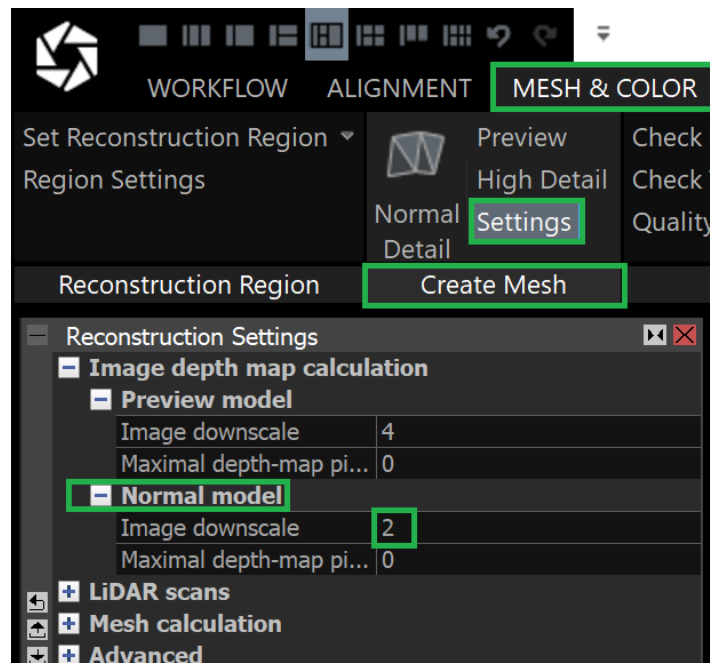 WORKFLOW ALIGNMENT MESH & COLOR
Set Reconstruction Region
Region Settings
Normal
Detail
Preview
High Detail
Settings
Check
Check
Quality
Reconstruction Region
Create Mesh
Reconstruction Settings
Image depth map calculation
Preview model
Image downscale 4
Maximal depth-map pi... 0
Normal model
Image downscale 2
Maximal depth-map pi... 0
LiDAR scans
Mesh calculation
Advanced